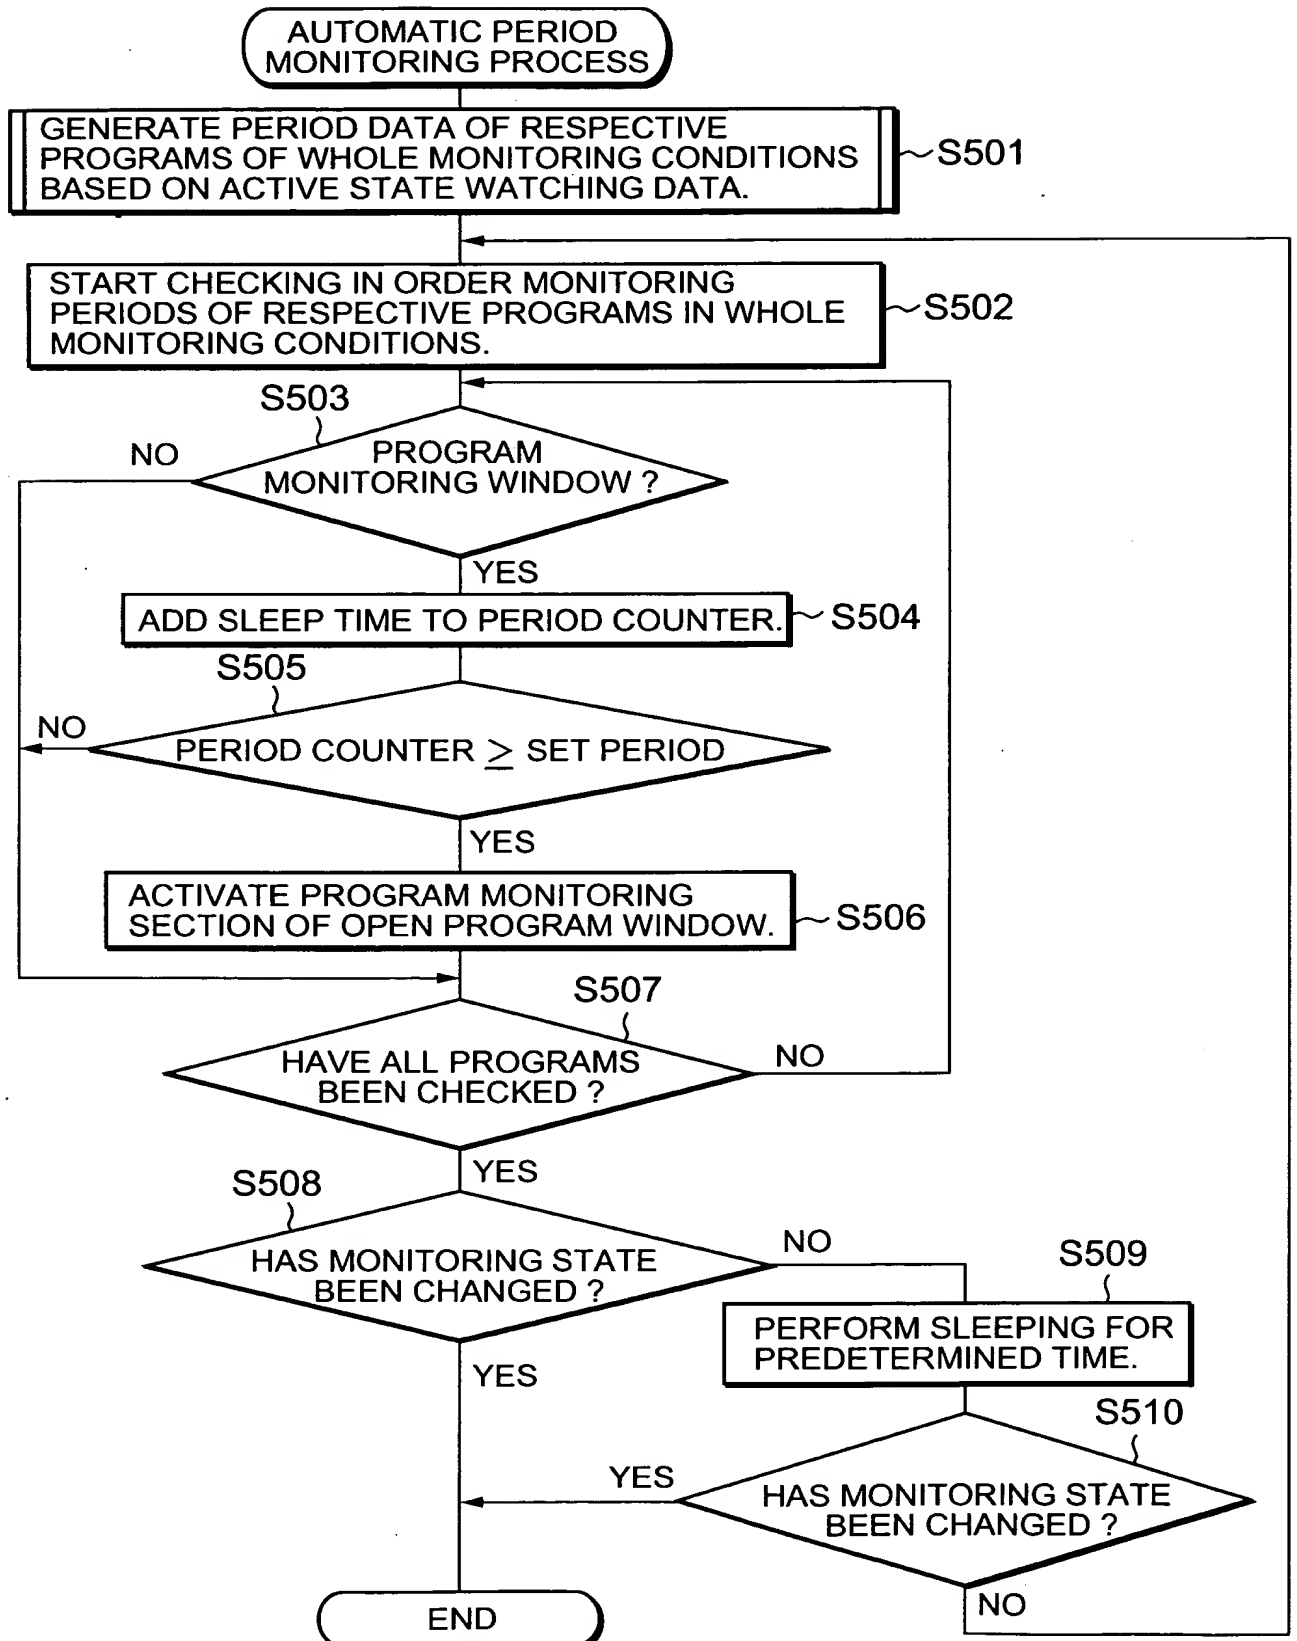 AUTOMATIC PERIOD
MONITORING PROCESS
GENERATE PERIOD DATA OF RESPECTIVE
PROGRAMS OF WHOLE MONITORING CONDITIONS
BASED ON ACTIVE STATE WATCHING DATA.
S501
START CHECKING IN ORDER MONITORING
PERIODS OF RESPECTIVE PROGRAMS IN WHOLE
MONITORING CONDITIONS.
S502
S503
NO
PROGRAM
MONITORING WINDOW ?
YES
ADD SLEEP TIME TO PERIOD COUNTER.
S504
S505
NO
PERIOD COUNTER ≥ SET PERIOD
YES
ACTIVATE PROGRAM MONITORING
SECTION OF OPEN PROGRAM WINDOW.
S506
S507
HAVE ALL PROGRAMS
BEEN CHECKED ?
NO
YES
S508
HAS MONITORING STATE
BEEN CHANGED ?
NO
YES
S509
PERFORM SLEEPING FOR
PREDETERMINED TIME.
S510
YES
HAS MONITORING STATE
BEEN CHANGED ?
NO
END